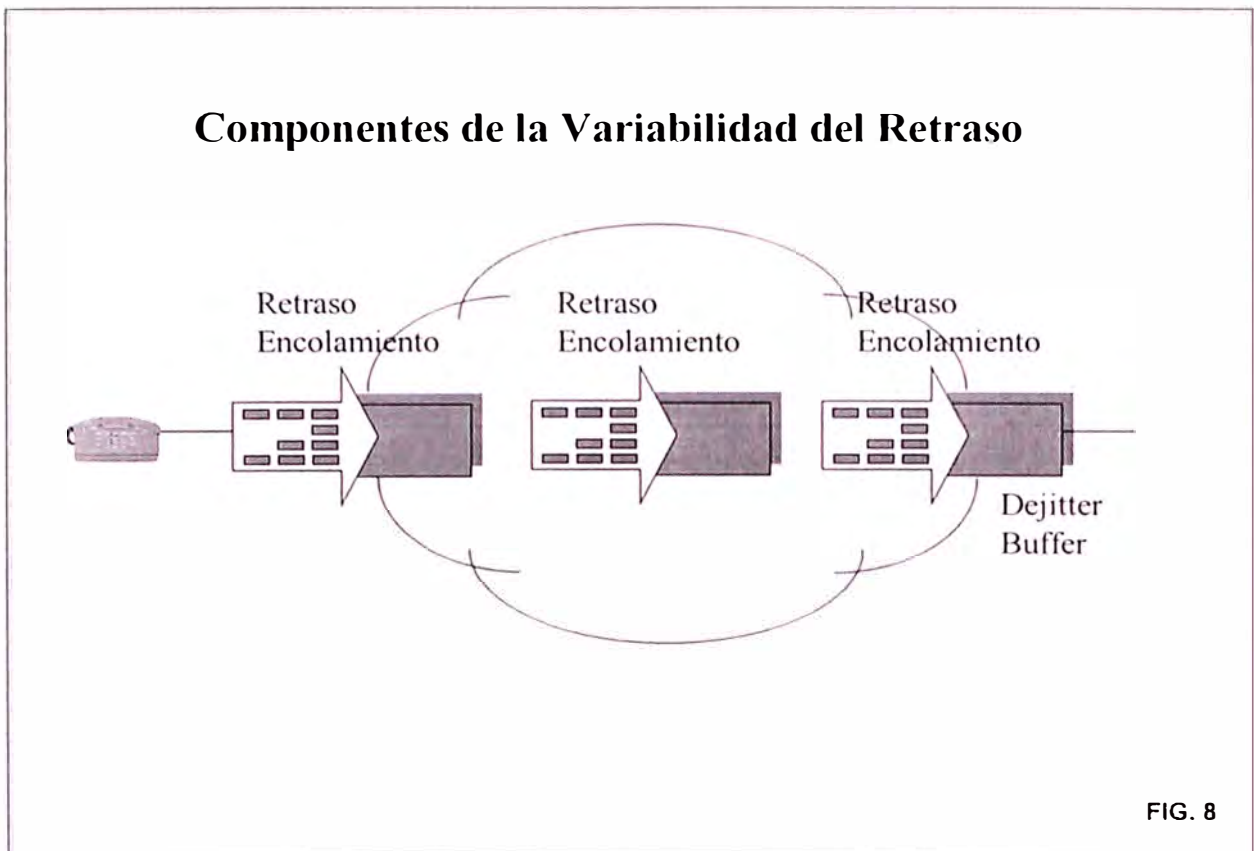 Componentes de la Variabilidad del Retraso
Retraso
Encolamiento
Retraso
Encolamiento
Retraso
Encolamiento
Dejitter
Buffer
FIG. 8